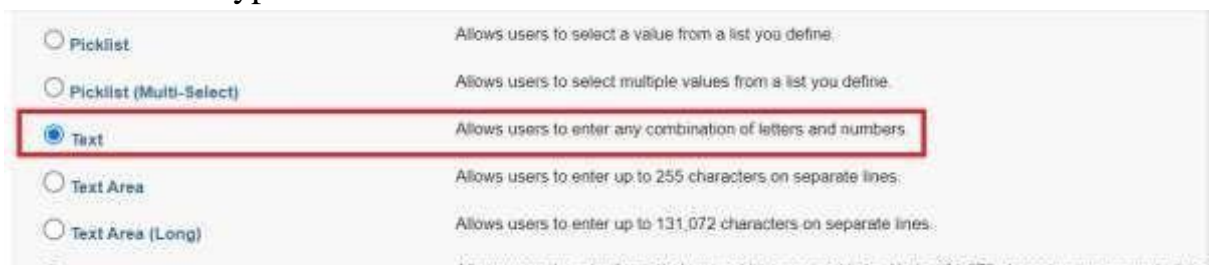 Picklist Allows users to select a value from a list you define.
Picklist (Multi-Select) Allows users to select multiple values from a list you define.
Text Allows users to enter any combination of letters and numbers.
Text Area Allows users to enter up to 255 characters on separate lines.
Text Area (Long) Allows users to enter up to 131,072 characters on separate lines.